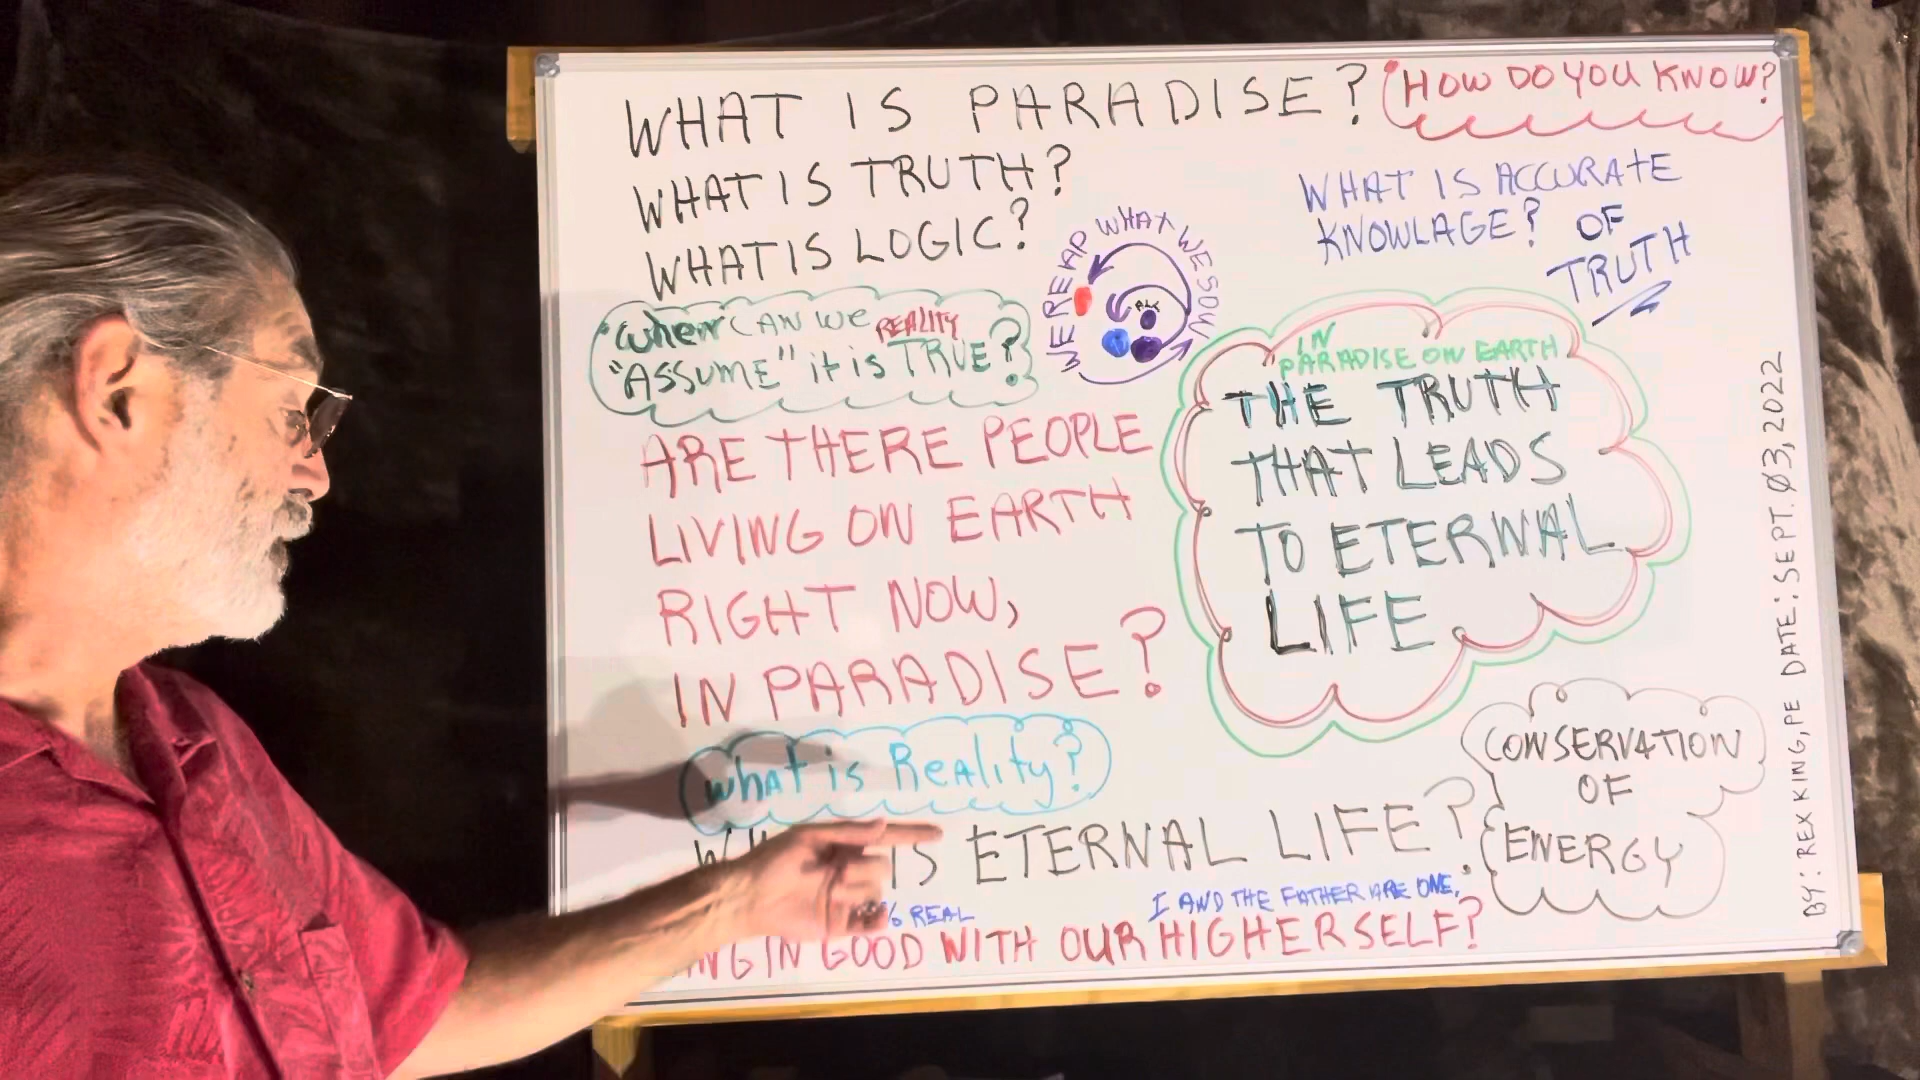 WHAT IS PARADISE?
HOW DO YOU KNOW?
WHAT IS TRUTH?
WHAT IS LOGIC?
WHAT IS ACCURATE
KNOWLAGE? OF
TRUTH
WE REAP WHAT WE SOW
when CAN WE REALITY
"ASSUME" it is TRUE?
ARE THERE PEOPLE
LIVING ON EARTH
RIGHT NOW,
IN PARADISE?
IN
PARADISE ON EARTH
THE TRUTH
THAT LEADS
TO ETERNAL
LIFE
what is Reality?
IS ETERNAL LIFE?
CONSERVATION
OF
ENERGY
% REAL
I AND THE FATHER ARE ONE.
IN GOOD WITH OUR HIGHER SELF?
BY: REX KING, PE DATE: SEPT. 03, 2022